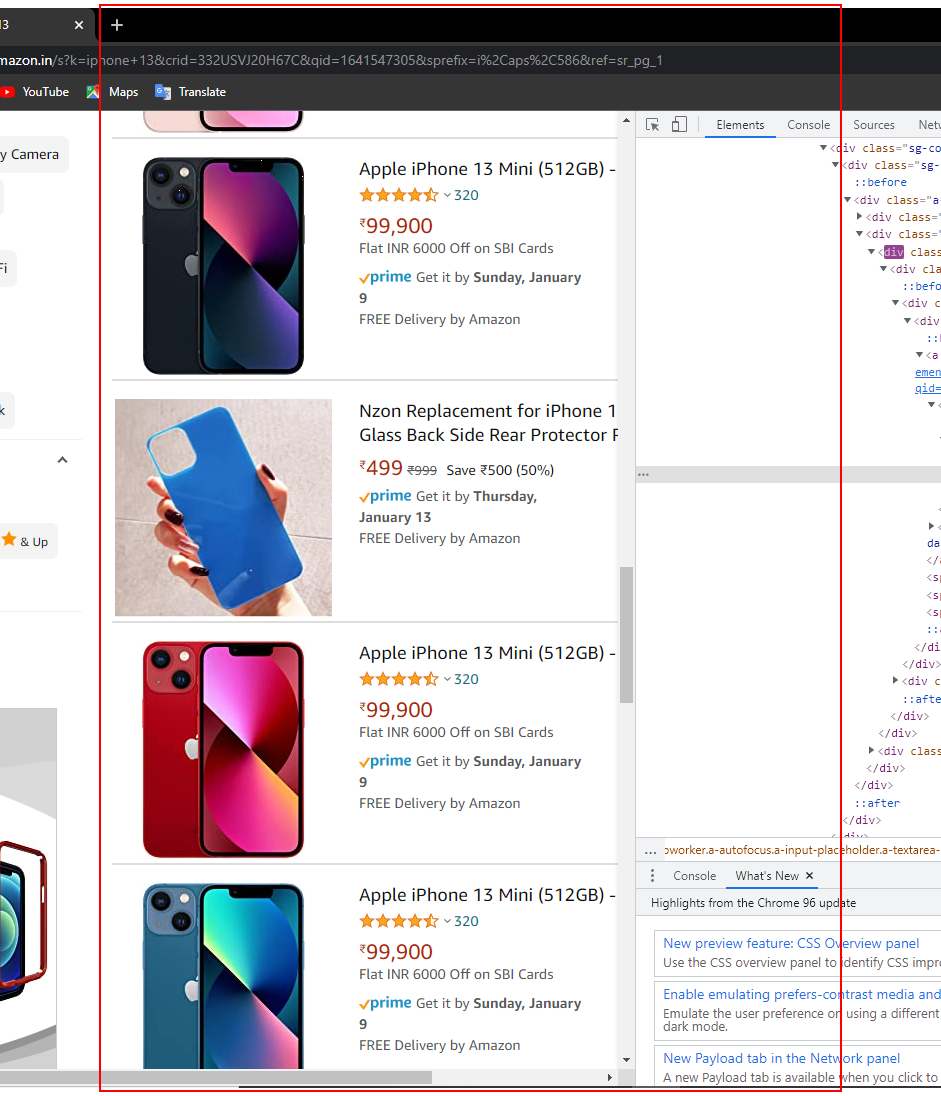 13
mazon.in/s?k=iphone+13&crid=332USVJ20H67C&qid=1641547305&sprefix=i%2Caps%2C586&ref=sr_pg_1
YouTube
Maps
Translate
y Camera
Fi
k
& Up
Apple iPhone 13 Mini (512GB) -
320
₹99,900
Flat INR 6000 Off on SBI Cards
prime Get it by Sunday, January
9
FREE Delivery by Amazon
Nzon Replacement for iPhone 1
Glass Back Side Rear Protector
₹499 ₹999 Save ₹500 (50%)
prime Get it by Thursday,
January 13
FREE Delivery by Amazon
Apple iPhone 13 Mini (512GB) -
320
₹99,900
Flat INR 6000 Off on SBI Cards
prime Get it by Sunday, January
9
FREE Delivery by Amazon
Apple iPhone 13 Mini (512GB) -
320
₹99,900
Flat INR 6000 Off on SBI Cards
prime Get it by Sunday, January
9
FREE Delivery by Amazon
Elements
Console
Sources
Netw
<div class="sg-co
<div class="sg-
::before
<div class="a
<div class="
<div class="
<div class
<div cla
::befo
<div c
<div
::
<a
emen
qid=
<
...
<
da
</a
<sp
<sp
<sp
::a
</di
</div>
<div c
::afte
</div>
</div>
<div class
</div>
</div>
::after
</div>
... oworker.a-autofocus.a-input-placeholder.a-textarea-
Console
What's New
Highlights from the Chrome 96 update
New preview feature: CSS Overview panel
Use the CSS overview panel to identify CSS impro
Enable emulating prefers-contrast media and
Emulate the user preference on using a different
dark mode.
New Payload tab in the Network panel
A new Payload tab is available when you click to